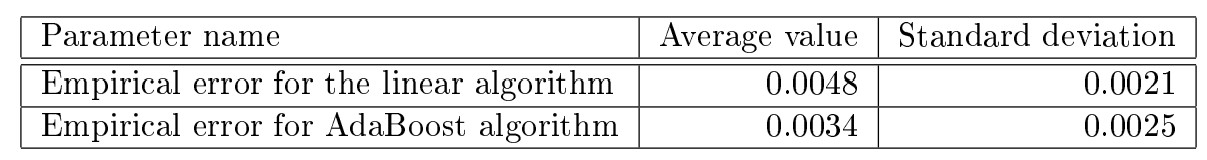 Parameter name Average value Standard deviation
Empirical error for the linear algorithm 0.0048 0.0021
Empirical error for AdaBoost algorithm 0.0034 0.0025